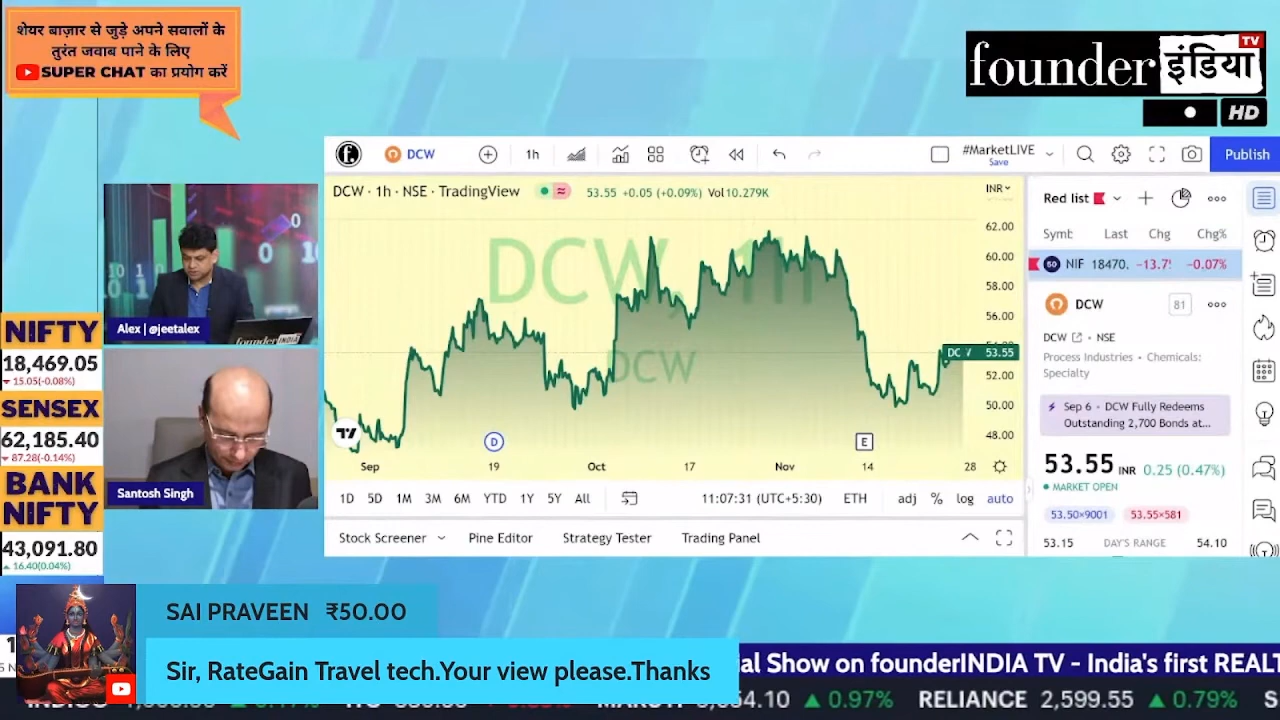 शेयर बाज़ार से जुड़े अपने सवालों के
तुरंत जवाब पाने के लिए
SUPER CHAT का प्रयोग करें
founder इंडिया TV
HD
DCW
1h
#MarketLIVE
Save
Publish
DCW · 1h · NSE · TradingView
53.55 +0.05 (+0.09%) Vol 10.279K
INR
DCW, 1h
DCW
62.00
60.00
58.00
56.00
53.55
52.00
50.00
48.00
D
E
Sep 19 Oct 17 Nov 14 28
1D 5D 1M 3M 6M YTD 1Y 5Y All
11:07:31 (UTC+5:30) ETH adj % log auto
Stock Screener Pine Editor Strategy Tester Trading Panel
Red list
Symb Last Chg Chg%
50 NIF 18470. −13.7 −0.07%
DCW 81
DCW · NSE
Process Industries · Chemicals:
Specialty
Sep 6 · DCW Fully Redeems
Outstanding 2,700 Bonds at...
53.55 INR 0.25 (0.47%)
MARKET OPEN
53.50×9001 53.55×581
53.15 DAY'S RANGE 54.10
Alex | @jeetalex
founder INDIA
Santosh Singh
NIFTY
18,469.05
15.05(-0.08%)
SENSEX
62,185.40
87.28(-0.14%)
BANK
NIFTY
43,091.80
16.40(0.04%)
SAI PRAVEEN ₹50.00
Sir, RateGain Travel tech.Your view please.Thanks
ial Show on founderINDIA TV - India's first REALT
54.10 ▲ 0.97% RELIANCE 2,599.55 ▲ 0.79% S